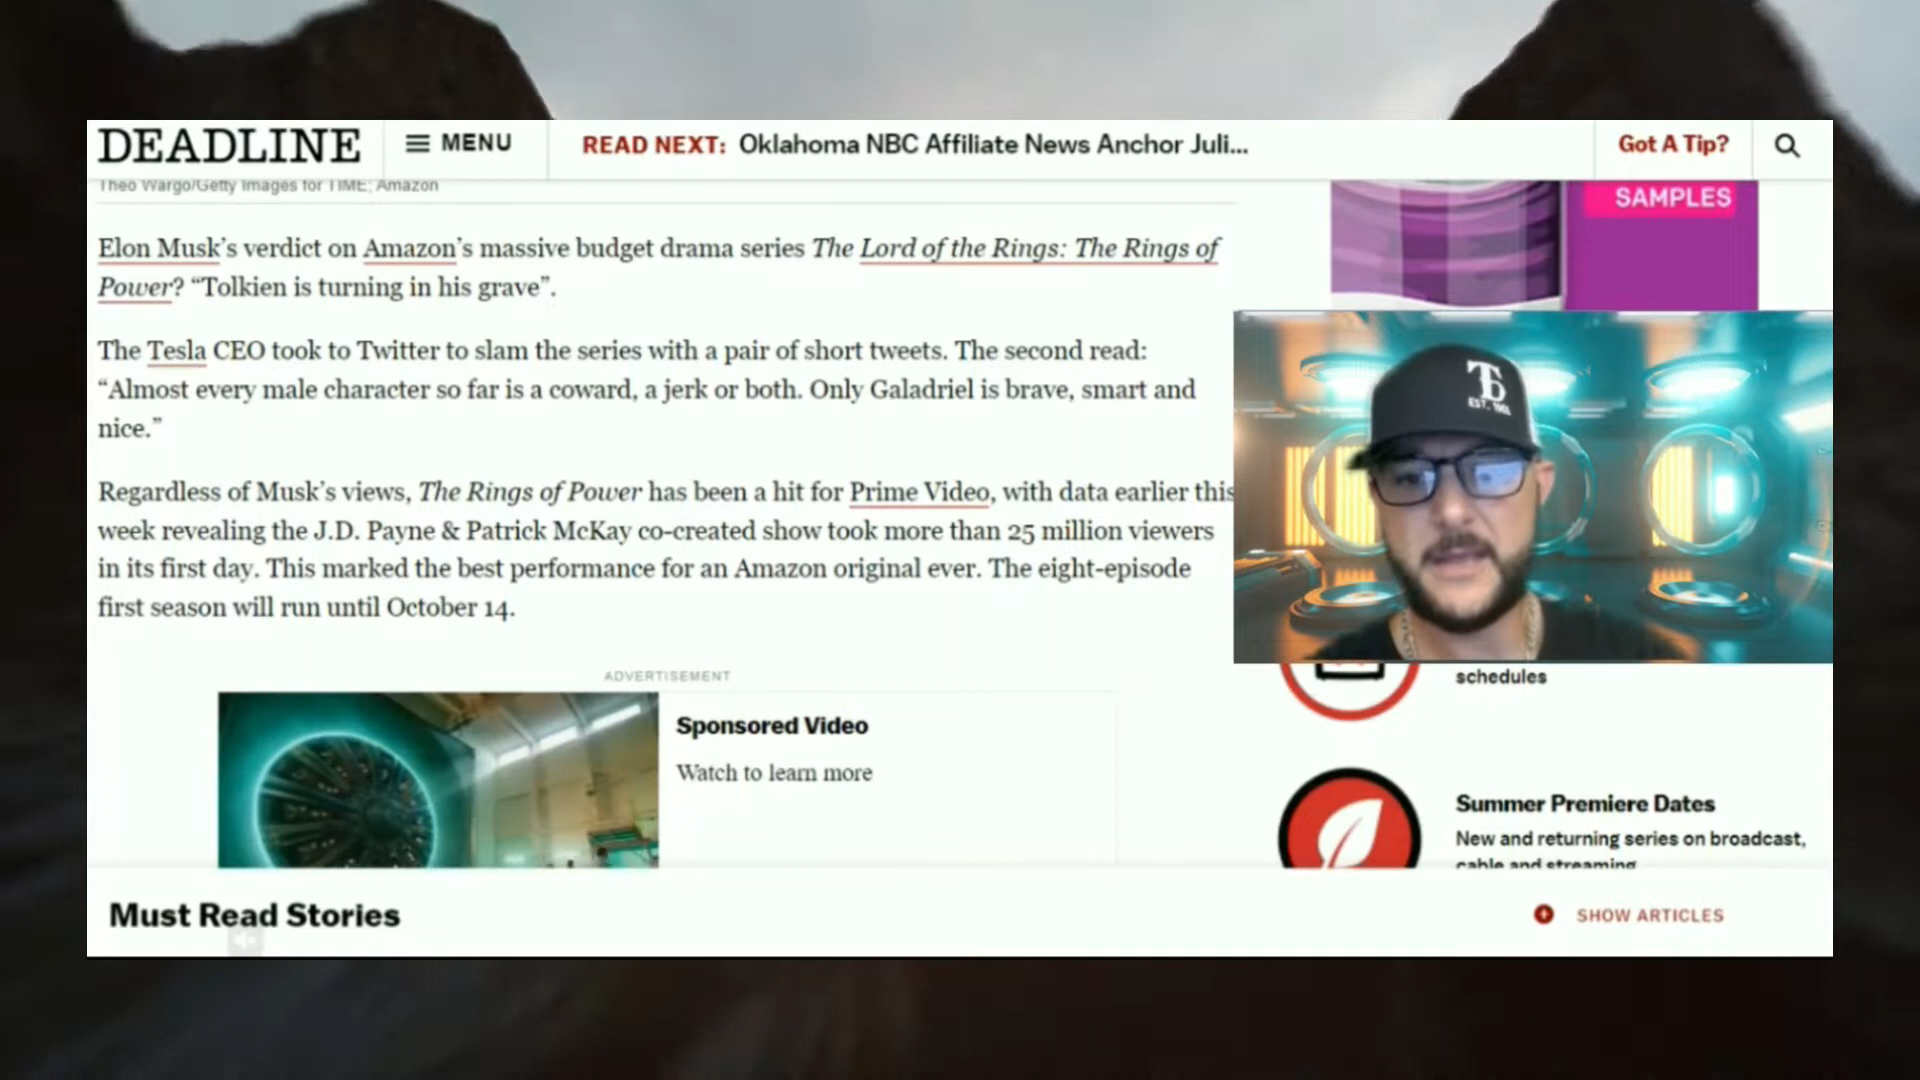 DEADLINE
MENU
READ NEXT: Oklahoma NBC Affiliate News Anchor Juli...
Got A Tip?
Theo Wargo/Getty Images for TIME; Amazon
SAMPLES
Elon Musk’s verdict on Amazon’s massive budget drama series The Lord of the Rings: The Rings of
Power? “Tolkien is turning in his grave”.
The Tesla CEO took to Twitter to slam the series with a pair of short tweets. The second read:
“Almost every male character so far is a coward, a jerk or both. Only Galadriel is brave, smart and
nice.”
Regardless of Musk’s views, The Rings of Power has been a hit for Prime Video, with data earlier this
week revealing the J.D. Payne & Patrick McKay co-created show took more than 25 million viewers
in its first day. This marked the best performance for an Amazon original ever. The eight-episode
first season will run until October 14.
schedules
ADVERTISEMENT
Sponsored Video
Watch to learn more
Summer Premiere Dates
New and returning series on broadcast,
cable and streaming
Must Read Stories
SHOW ARTICLES